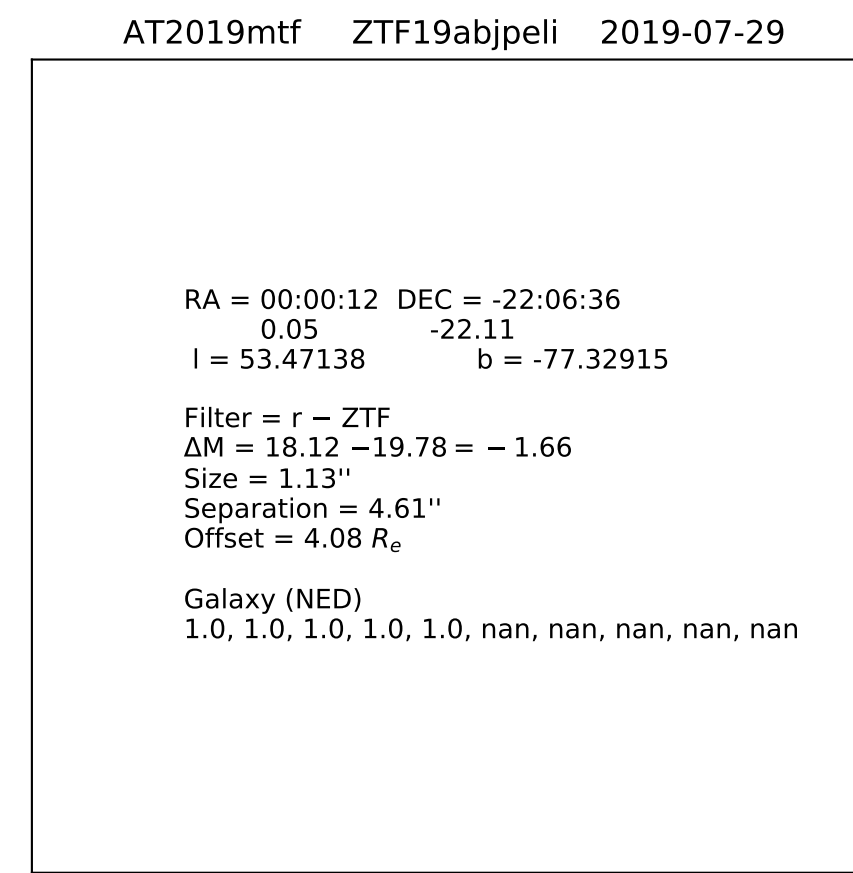 AT2019mtf ZTF19abjpeli 2019-07-29
RA = 00:00:12 DEC = -22:06:36
0.05 -22.11
l = 53.47138 b = -77.32915
Filter = r − ZTF
ΔM = 18.12 −19.78 = − 1.66
Size = 1.13''
Separation = 4.61''
Offset = 4.08 Re
Galaxy (NED)
1.0, 1.0, 1.0, 1.0, 1.0, nan, nan, nan, nan, nan